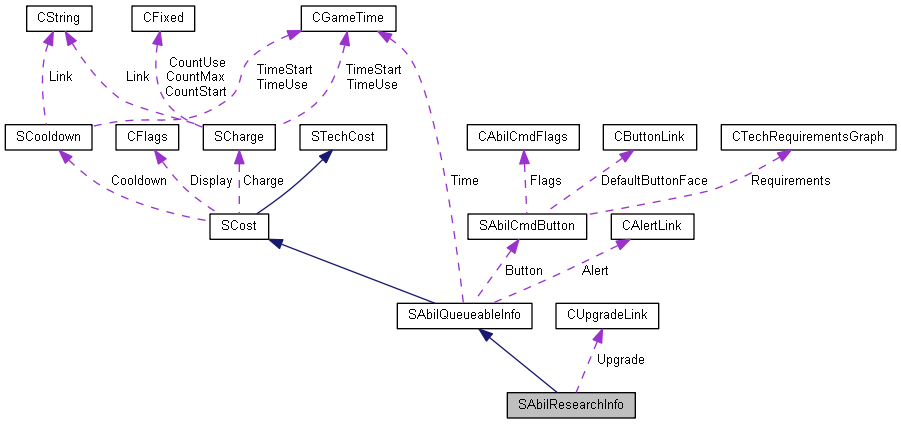 CString
CFixed
CGameTime
CountUse
CountMax
CountStart
TimeStart
TimeUse
TimeStart
TimeUse
Link
Link
SCooldown
CFlags
SCharge
STechCost
CAbilCmdFlags
CButtonLink
CTechRequirementsGraph
Cooldown
Display
Charge
Time
Flags
DefaultButtonFace
Requirements
SCost
SAbilCmdButton
CAlertLink
Button
Alert
SAbilQueueableInfo
CUpgradeLink
Upgrade
SAbilResearchInfo